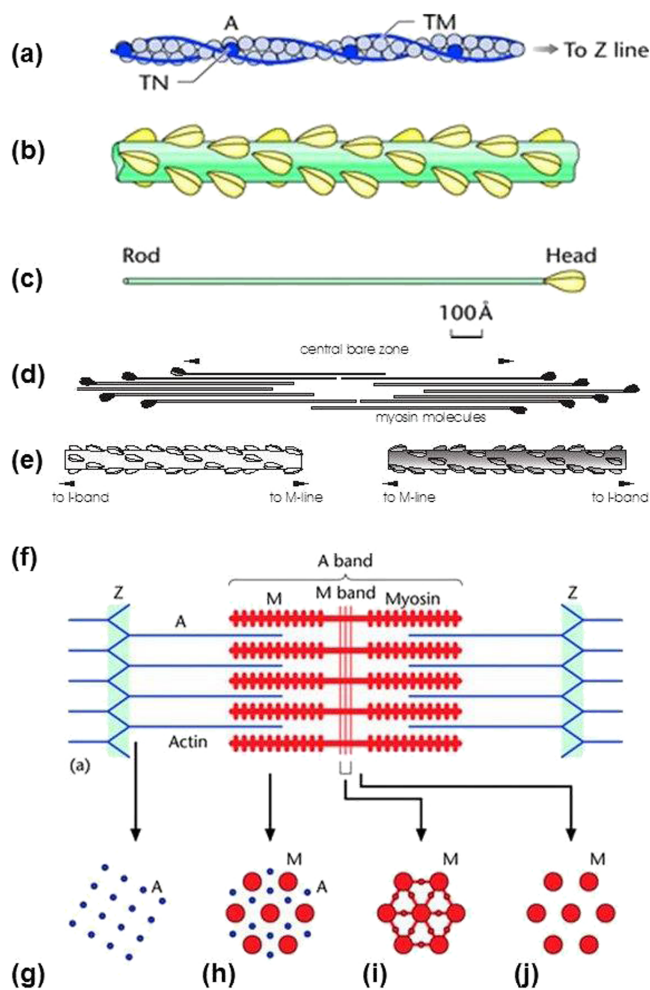 (a)
A
TM
To Z line
TN
(b)
(c)
Rod
Head
100Å
(d)
central bare zone
myosin molecules
(e)
to I-band
to M-line
to M-line
to I-band
(f)
A band
Z
M
M band
Myosin
Z
A
Actin
(a)
A
M
A
M
M
(g)
(h)
(i)
(j)